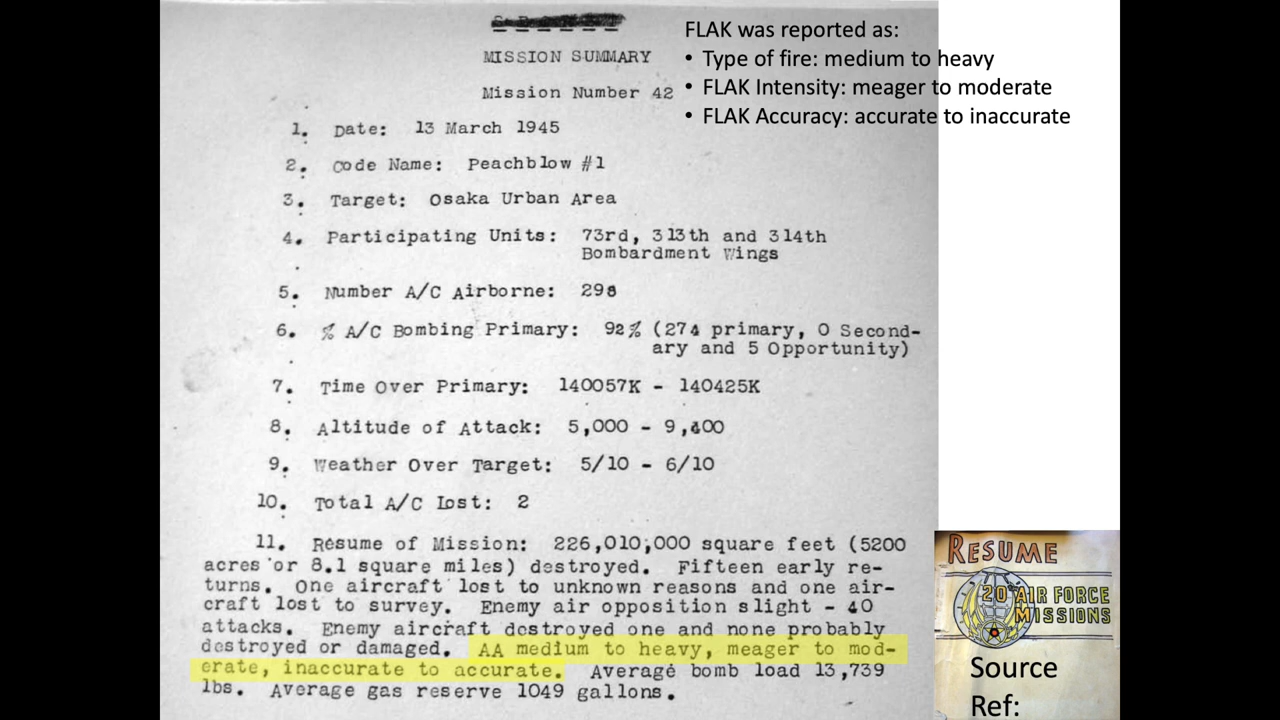 MISSION SUMMARY
Mission Number 42
1. Date: 13 March 1945
2. Code Name: Peachblow #1
3. Target: Osaka Urban Area
4. Participating Units: 73rd, 313th and 314th
Bombardment Wings
5. Number A/C Airborne: 298
6. % A/C Bombing Primary: 92% (274 primary, 0 Second-
ary and 5 Opportunity)
7. Time Over Primary: 140057K - 140425K
8. Altitude of Attack: 5,000 - 9,400
9. Weather Over Target: 5/10 - 6/10
10. Total A/C Lost: 2
11. Resume of Mission: 226,010,000 square feet (5200
acres or 8.1 square miles) destroyed. Fifteen early re-
turns. One aircraft lost to unknown reasons and one air-
craft lost to survey. Enemy air opposition slight - 40
attacks. Enemy aircraft destroyed one and none probably
destroyed or damaged. AA medium to heavy, meager to mod-
erate, inaccurate to accurate. Average bomb load 13,739
lbs. Average gas reserve 1049 gallons.
FLAK was reported as:
• Type of fire: medium to heavy
• FLAK Intensity: meager to moderate
• FLAK Accuracy: accurate to inaccurate
RESUME
20 AIR FORCE
MISSIONS
Source
Ref: